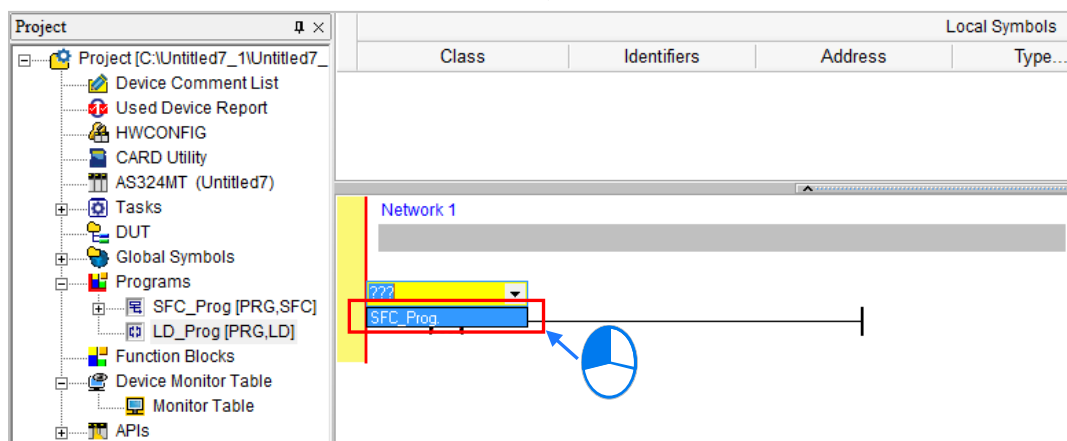 Project
Project [C:\Untitled7_1\Untitled7_
Device Comment List
Used Device Report
HWCONFIG
CARD Utility
AS324MT (Untitled7)
Tasks
DUT
Global Symbols
Programs
SFC_Prog [PRG,SFC]
LD_Prog [PRG,LD]
Function Blocks
Device Monitor Table
Monitor Table
APIs
Local Symbols
Class Identifiers Address Type...
Network 1
???
SFC_Prog.